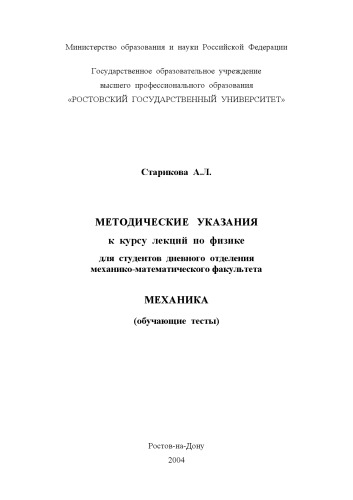 Министерство образования и науки Российской Федерации
Государственное образовательное учреждение
высшего профессионального образования
«РОСТОВСКИЙ ГОСУДАРСТВЕННЫЙ УНИВЕРСИТЕТ»
Старикова А.Л.
МЕТОДИЧЕСКИЕ УКАЗАНИЯ
к курсу лекций по физике
для студентов дневного отделения
механико-математического факультета
МЕХАНИКА
(обучающие тесты)
Ростов-на-Дону
2004